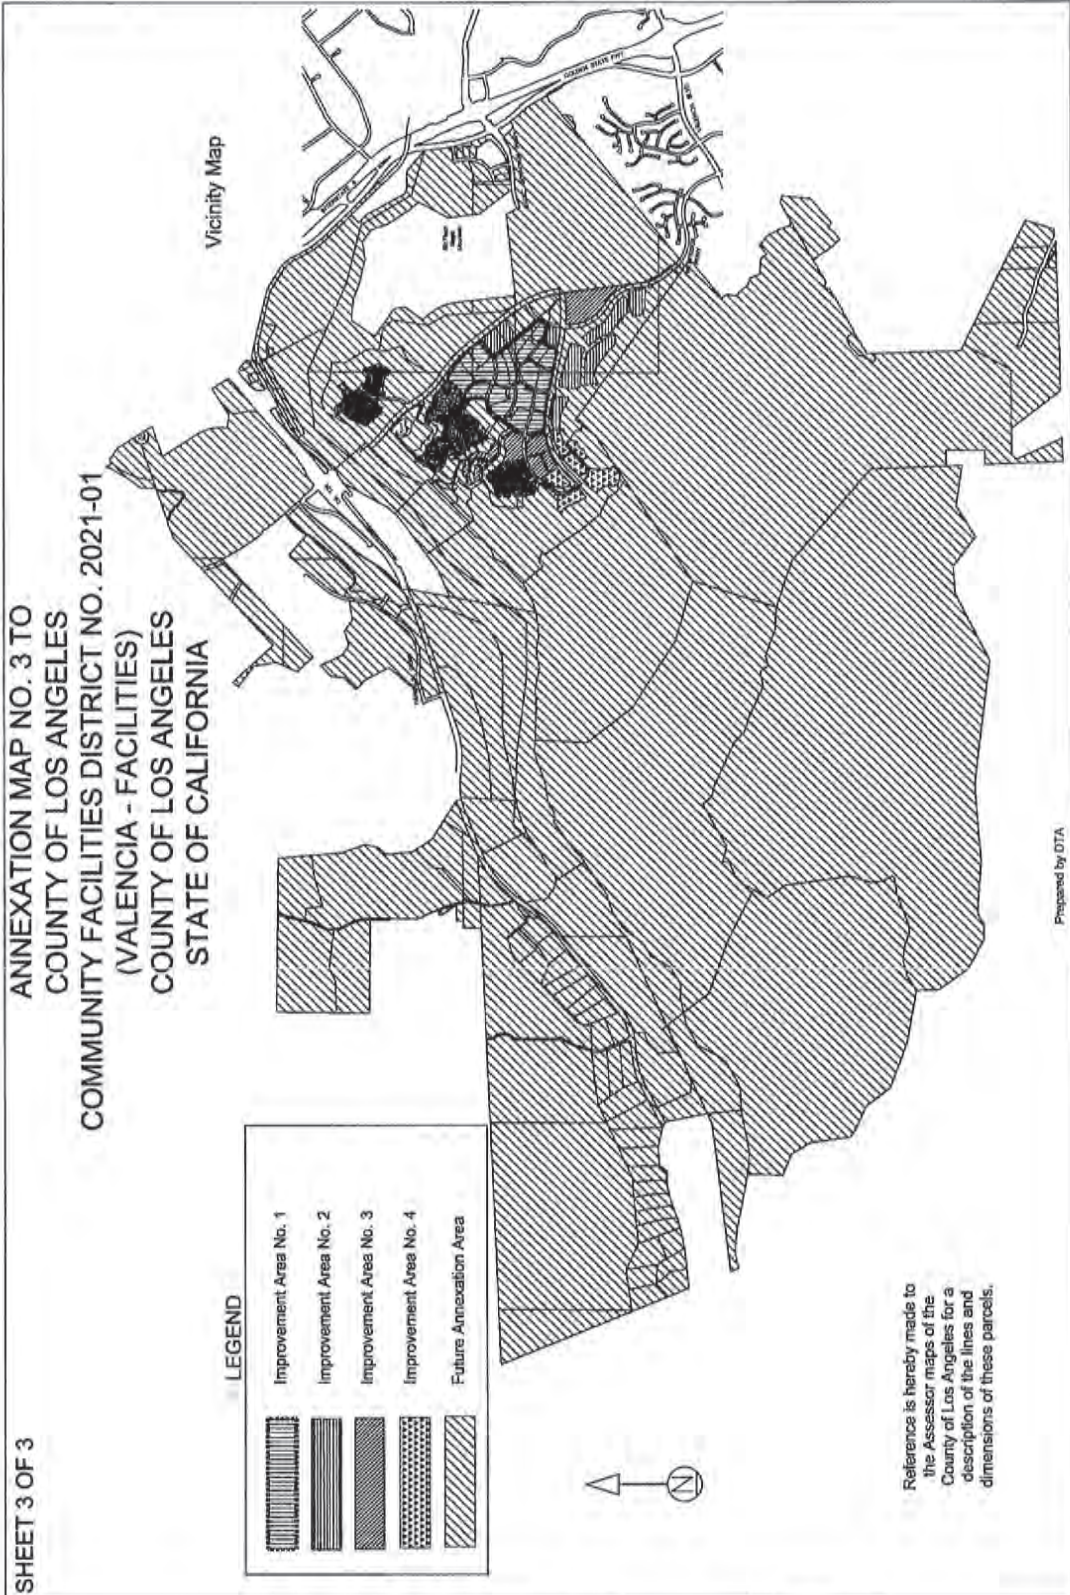 SHEET 3 OF 3
ANNEXATION MAP NO. 3 TO
COUNTY OF LOS ANGELES
COMMUNITY FACILITIES DISTRICT NO. 2021-01
(VALENCIA - FACILITIES)
COUNTY OF LOS ANGELES
STATE OF CALIFORNIA
Vicinity Map
GOLDEN STATE FWY
LEGEND
Improvement Area No. 1
Improvement Area No. 2
Improvement Area No. 3
Improvement Area No. 4
Future Annexation Area
N
Reference is hereby made to
the Assessor maps of the
County of Los Angeles for a
description of the lines and
dimensions of these parcels.
Prepared by DTA